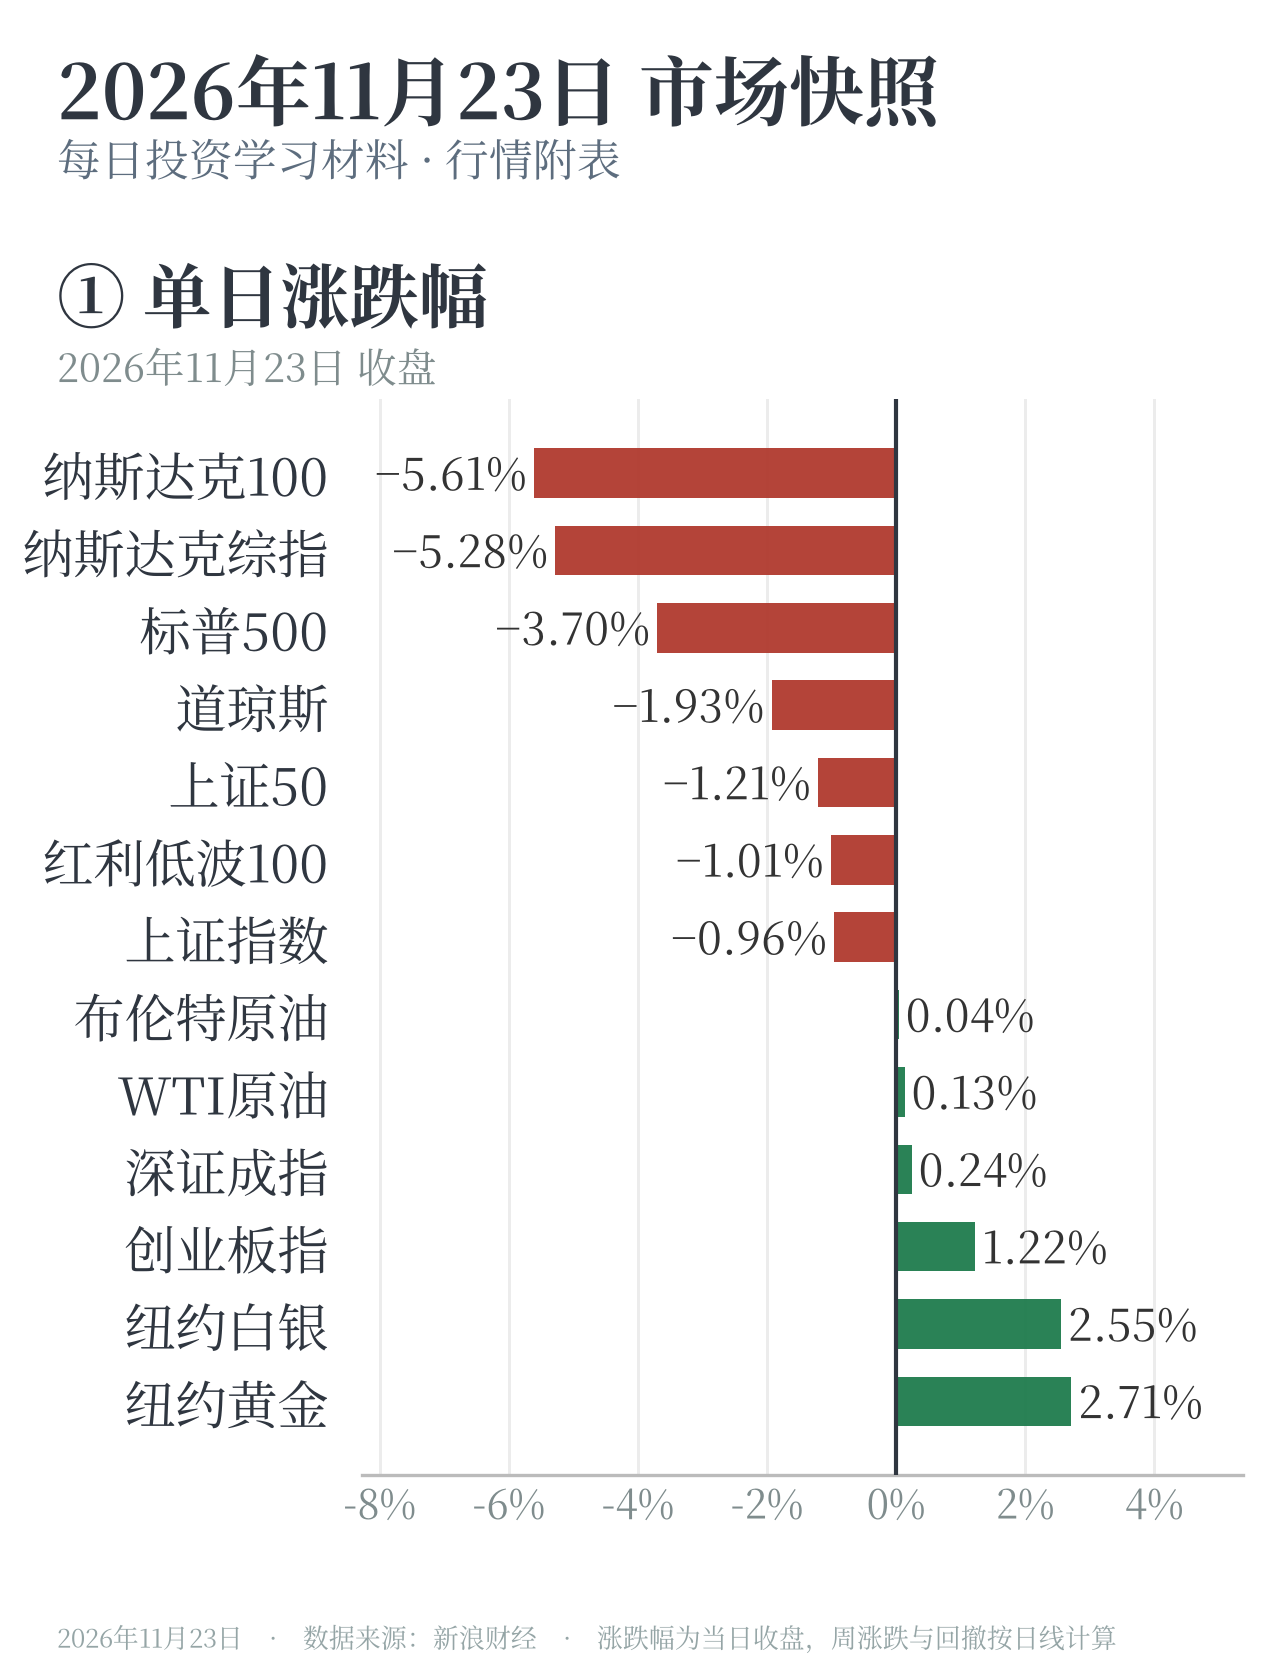 2026年11月23日 市场快照
每日投资学习材料 · 行情附表
① 单日涨跌幅
2026年11月23日 收盘
纳斯达克100 −5.61%
纳斯达克综指 −5.28%
标普500 −3.70%
道琼斯 −1.93%
上证50 −1.21%
红利低波100 −1.01%
上证指数 −0.96%
布伦特原油 0.04%
WTI原油 0.13%
深证成指 0.24%
创业板指 1.22%
纽约白银 2.55%
纽约黄金 2.71%
-8% -6% -4% -2% 0% 2% 4%
2026年11月23日 · 数据来源：新浪财经 · 涨跌幅为当日收盘，周涨跌与回撤按日线计算